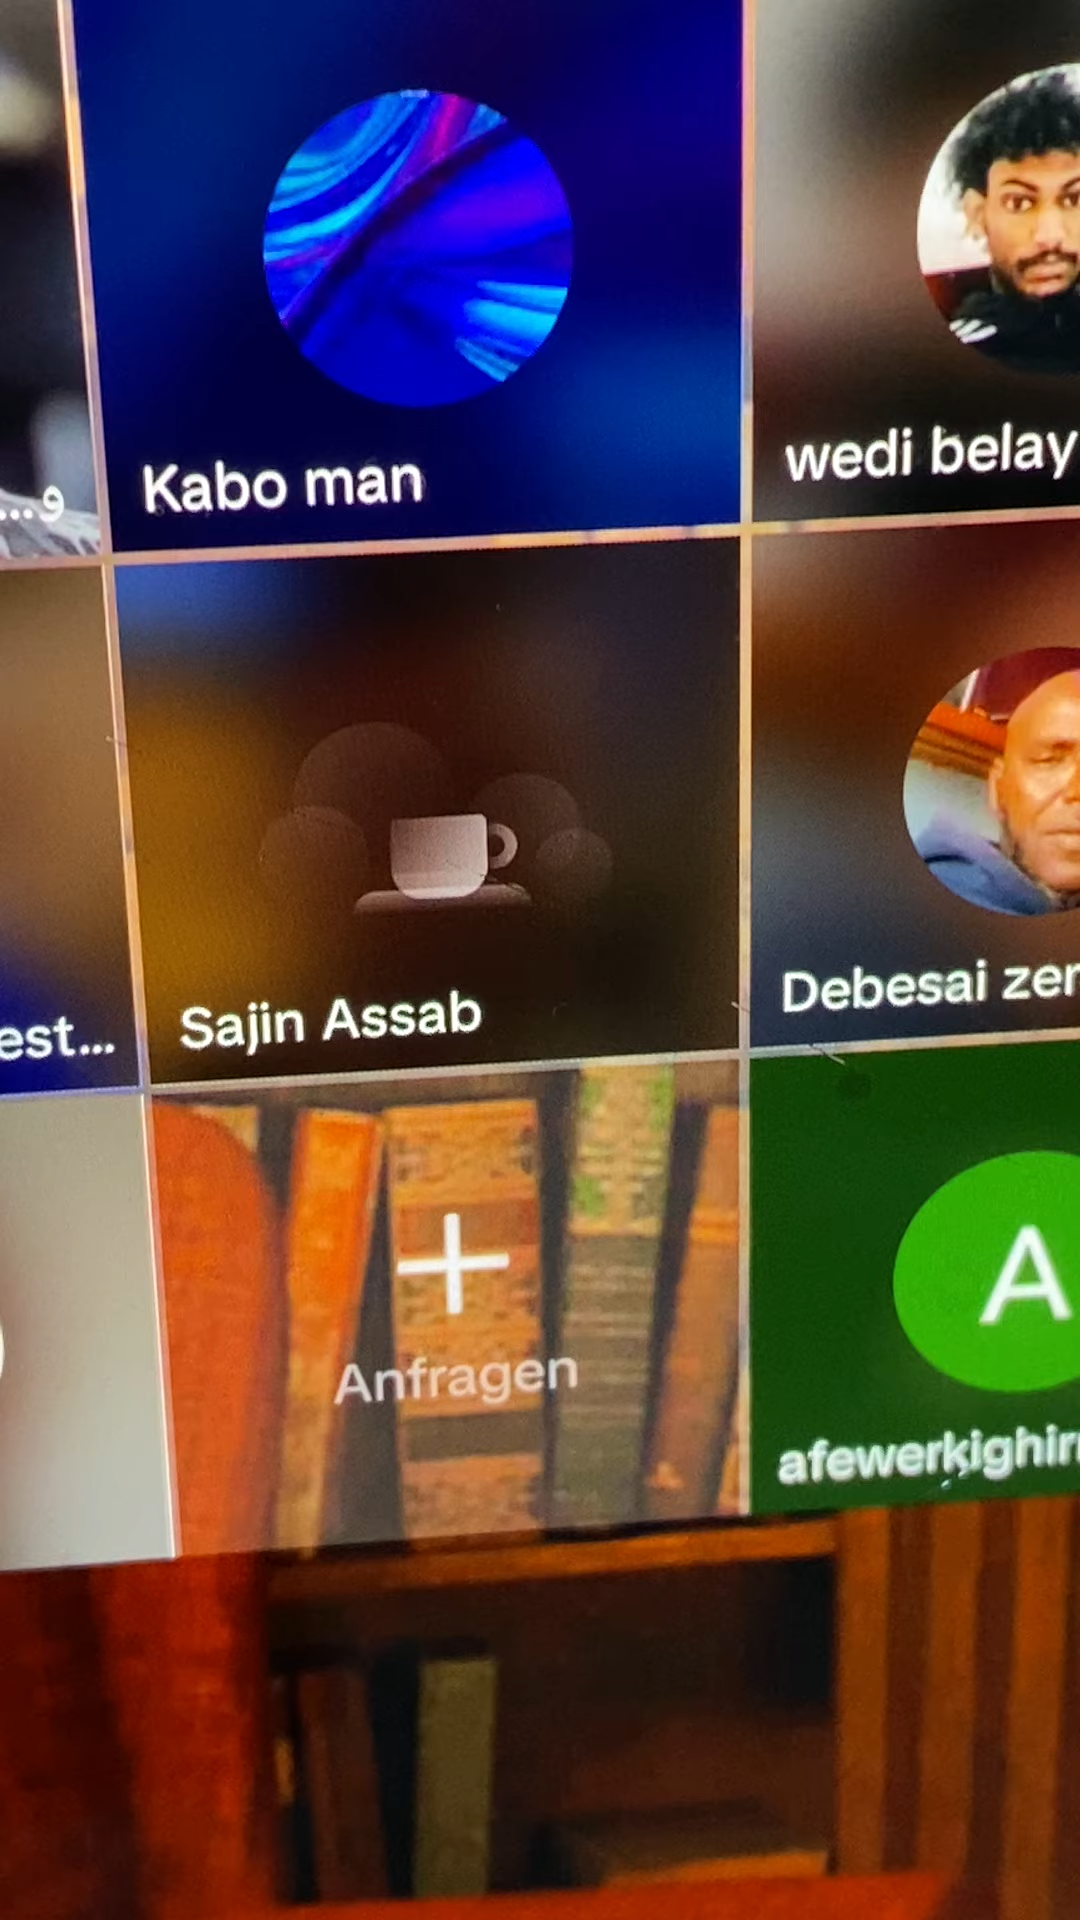 ...و
Kabo man
wedi belay
est...
Sajin Assab
Debesai zer
+
Anfragen
A
afewerkighir